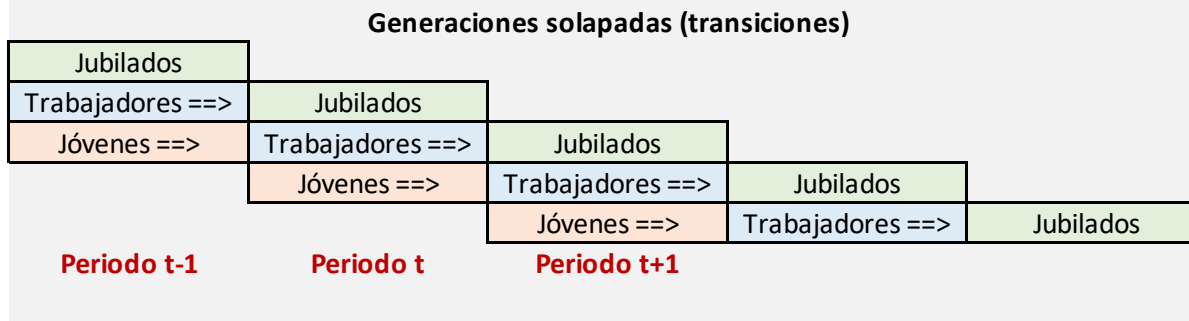 Generaciones solapadas (transiciones)
Jubilados
Trabajadores ==> Jubilados
Jóvenes ==> Trabajadores ==> Jubilados
Jóvenes ==> Trabajadores ==> Jubilados
Jóvenes ==> Trabajadores ==> Jubilados
Periodo t-1 Periodo t Periodo t+1